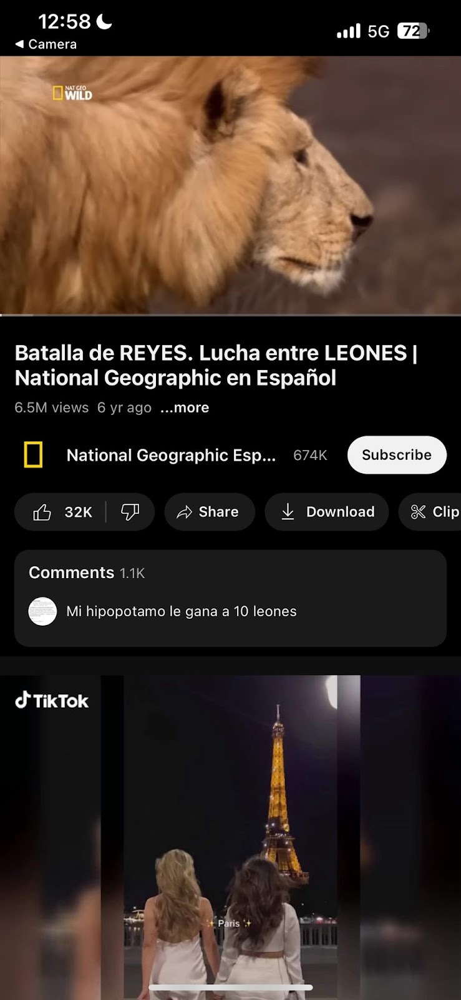 12:58
5G 72
Camera
NAT GEO
WILD
Batalla de REYES. Lucha entre LEONES |
National Geographic en Español
6.5M views 6 yr ago ...more
National Geographic Esp... 674K Subscribe
32K Share Download Clip
Comments 1.1K
Mi hipopotamo le gana a 10 leones
TikTok
✨ Paris ✨